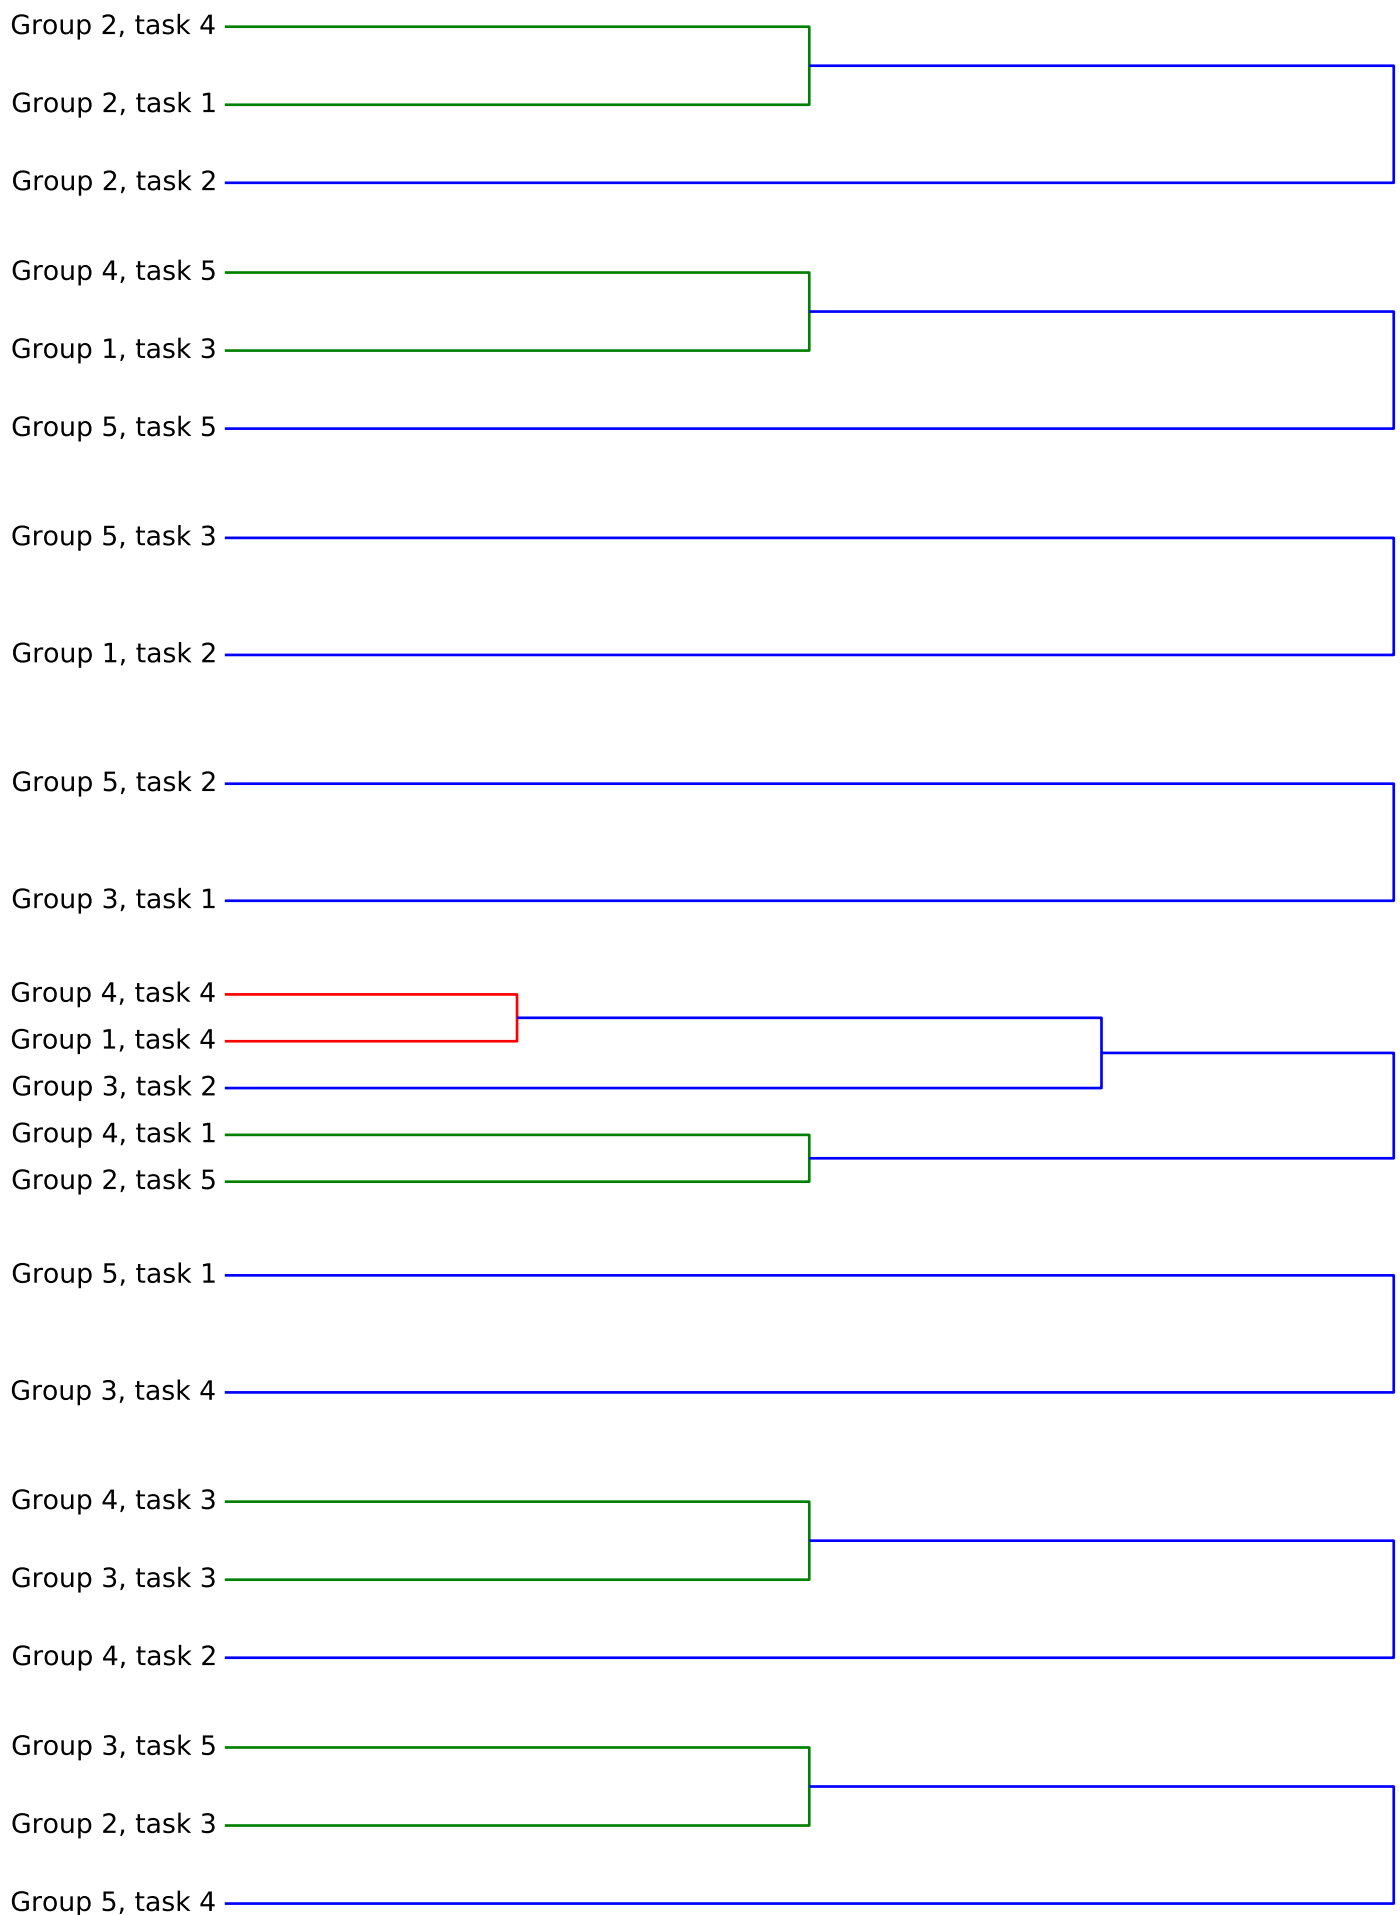 Group 2, task 4
Group 2, task 1
Group 2, task 2
Group 4, task 5
Group 1, task 3
Group 5, task 5
Group 5, task 3
Group 1, task 2
Group 5, task 2
Group 3, task 1
Group 4, task 4
Group 1, task 4
Group 3, task 2
Group 4, task 1
Group 2, task 5
Group 5, task 1
Group 3, task 4
Group 4, task 3
Group 3, task 3
Group 4, task 2
Group 3, task 5
Group 2, task 3
Group 5, task 4